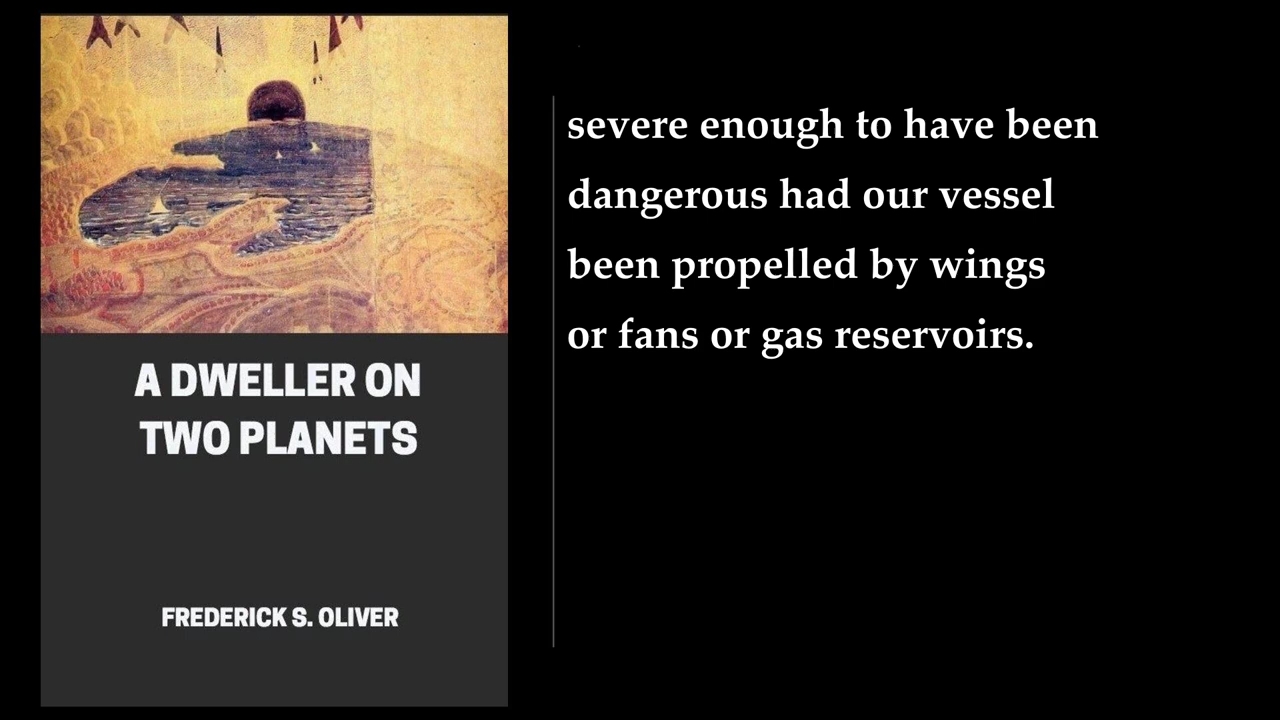 A DWELLER ON
TWO PLANETS
FREDERICK S. OLIVER
severe enough to have been
dangerous had our vessel
been propelled by wings
or fans or gas reservoirs.